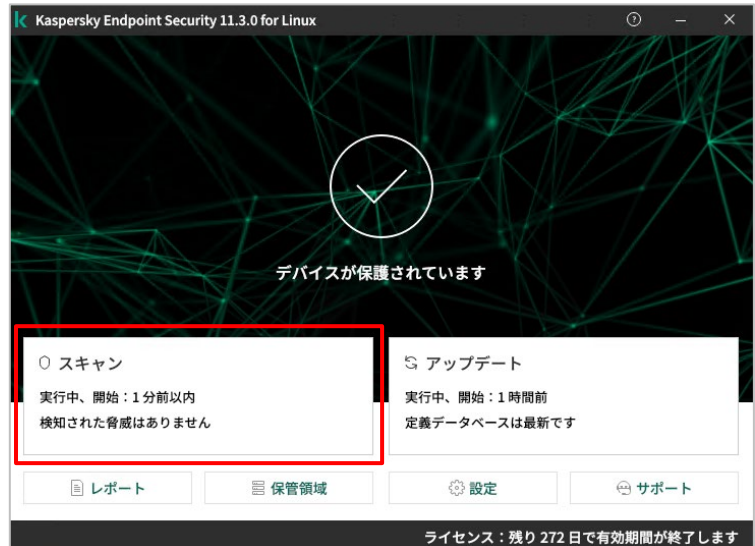 Kaspersky Endpoint Security 11.3.0 for Linux
デバイスが保護されています
スキャン
実行中、開始：1分前以内
検知された脅威はありません
アップデート
実行中、開始：1時間前
定義データベースは最新です
レポート
保管領域
設定
サポート
ライセンス：残り 272 日で有効期間が終了します